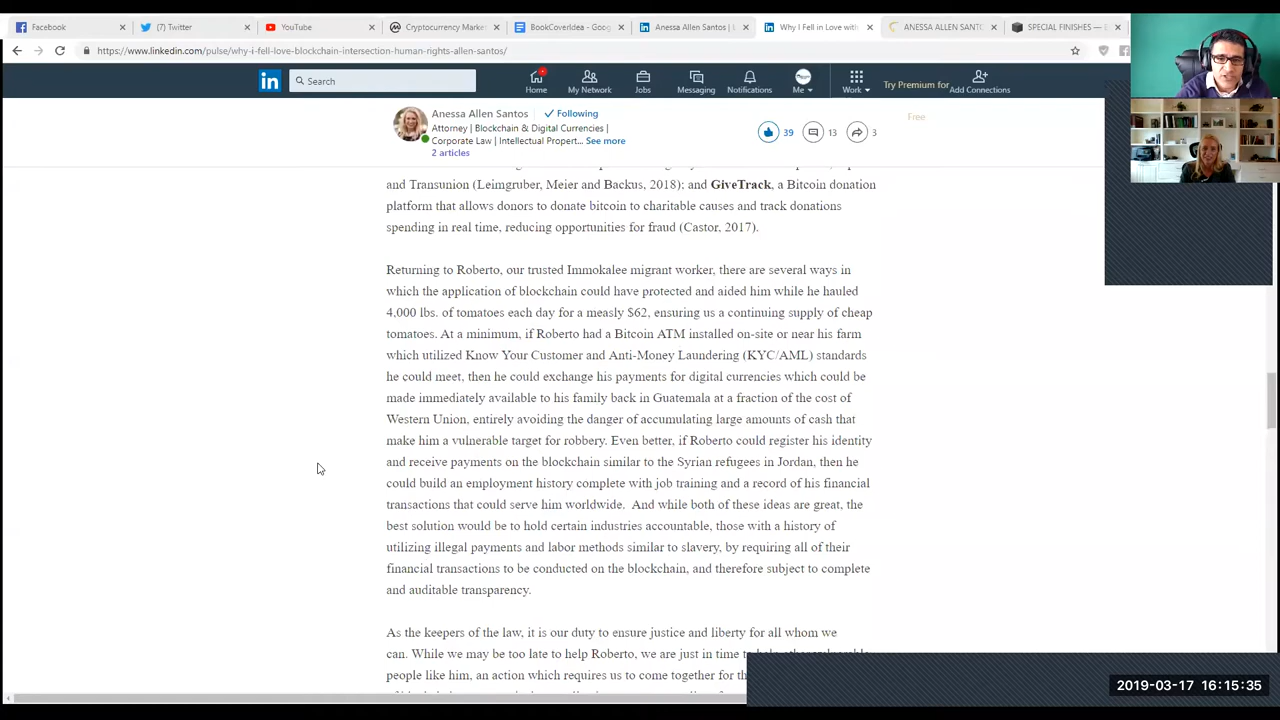 Facebook
(7) Twitter
YouTube
Cryptocurrency Marke
BookCoverIdea - Goog
Anessa Allen Santos | L
Why I Fell in Love with
ANESSA ALLEN SANT
SPECIAL FINISHES — E
https://www.linkedin.com/pulse/why-i-fell-love-blockchain-intersection-human-rights-allen-santos/
in
Search
Home
My Network
Jobs
Messaging
Notifications
Me
Work
Try Premium for
Free
Add Connections
Anessa Allen Santos
Following
Attorney | Blockchain & Digital Currencies |
Corporate Law | Intellectual Propert... See more
2 articles
39
13
3
and Transunion (Leimgruber, Meier and Backus, 2018); and GiveTrack, a Bitcoin donation
platform that allows donors to donate bitcoin to charitable causes and track donations
spending in real time, reducing opportunities for fraud (Castor, 2017).
Returning to Roberto, our trusted Immokalee migrant worker, there are several ways in
which the application of blockchain could have protected and aided him while he hauled
4,000 lbs. of tomatoes each day for a measly $62, ensuring us a continuing supply of cheap
tomatoes. At a minimum, if Roberto had a Bitcoin ATM installed on-site or near his farm
which utilized Know Your Customer and Anti-Money Laundering (KYC/AML) standards
he could meet, then he could exchange his payments for digital currencies which could be
made immediately available to his family back in Guatemala at a fraction of the cost of
Western Union, entirely avoiding the danger of accumulating large amounts of cash that
make him a vulnerable target for robbery. Even better, if Roberto could register his identity
and receive payments on the blockchain similar to the Syrian refugees in Jordan, then he
could build an employment history complete with job training and a record of his financial
transactions that could serve him worldwide. And while both of these ideas are great, the
best solution would be to hold certain industries accountable, those with a history of
utilizing illegal payments and labor methods similar to slavery, by requiring all of their
financial transactions to be conducted on the blockchain, and therefore subject to complete
and auditable transparency.
As the keepers of the law, it is our duty to ensure justice and liberty for all whom we
can. While we may be too late to help Roberto, we are just in time to
people like him, an action which requires us to come together for
2019-03-17 16:15:35